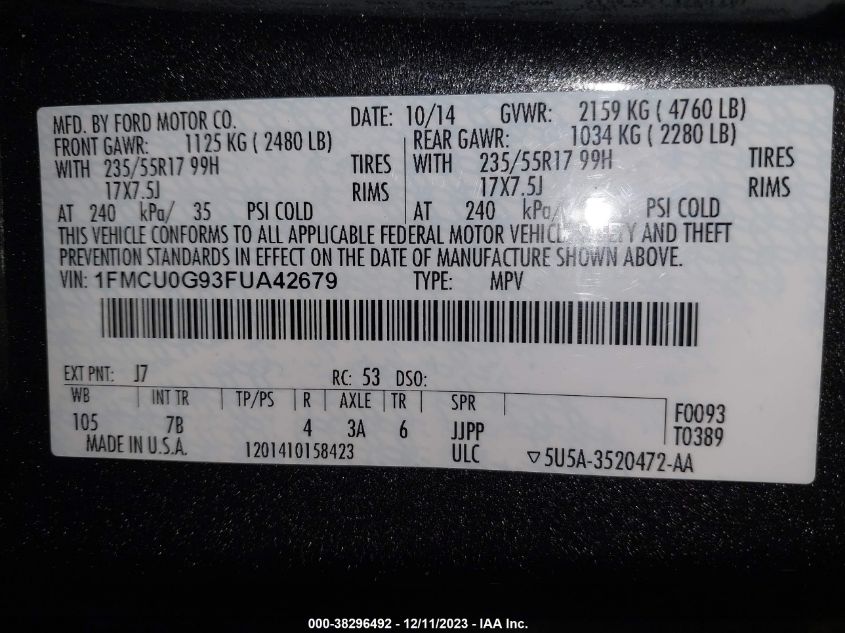 MFD. BY FORD MOTOR CO. DATE: 10/14 GVWR: 2159 KG ( 4760 LB)
FRONT GAWR: 1125 KG ( 2480 LB) REAR GAWR: 1034 KG ( 2280 LB)
WITH 235/55R17 99H TIRES WITH 235/55R17 99H TIRES
17X7.5J RIMS 17X7.5J RIMS
AT 240 kPa/ 35 PSI COLD AT 240 kPa/ PSI COLD
THIS VEHICLE CONFORMS TO ALL APPLICABLE FEDERAL MOTOR VEHICLE SAFETY AND THEFT
PREVENTION STANDARDS IN EFFECT ON THE DATE OF MANUFACTURE SHOWN ABOVE.
VIN: 1FMCU0G93FUA42679 TYPE: MPV
EXT PNT: J7 RC: 53 DSO:
WB INT TR TP/PS R AXLE TR SPR
105 7B 4 3A 6 JJPP F0093
T0389
MADE IN U.S.A. 1201410158423 ULC ▽5U5A-3520472-AA
000-38296492 - 12/11/2023 - IAA Inc.